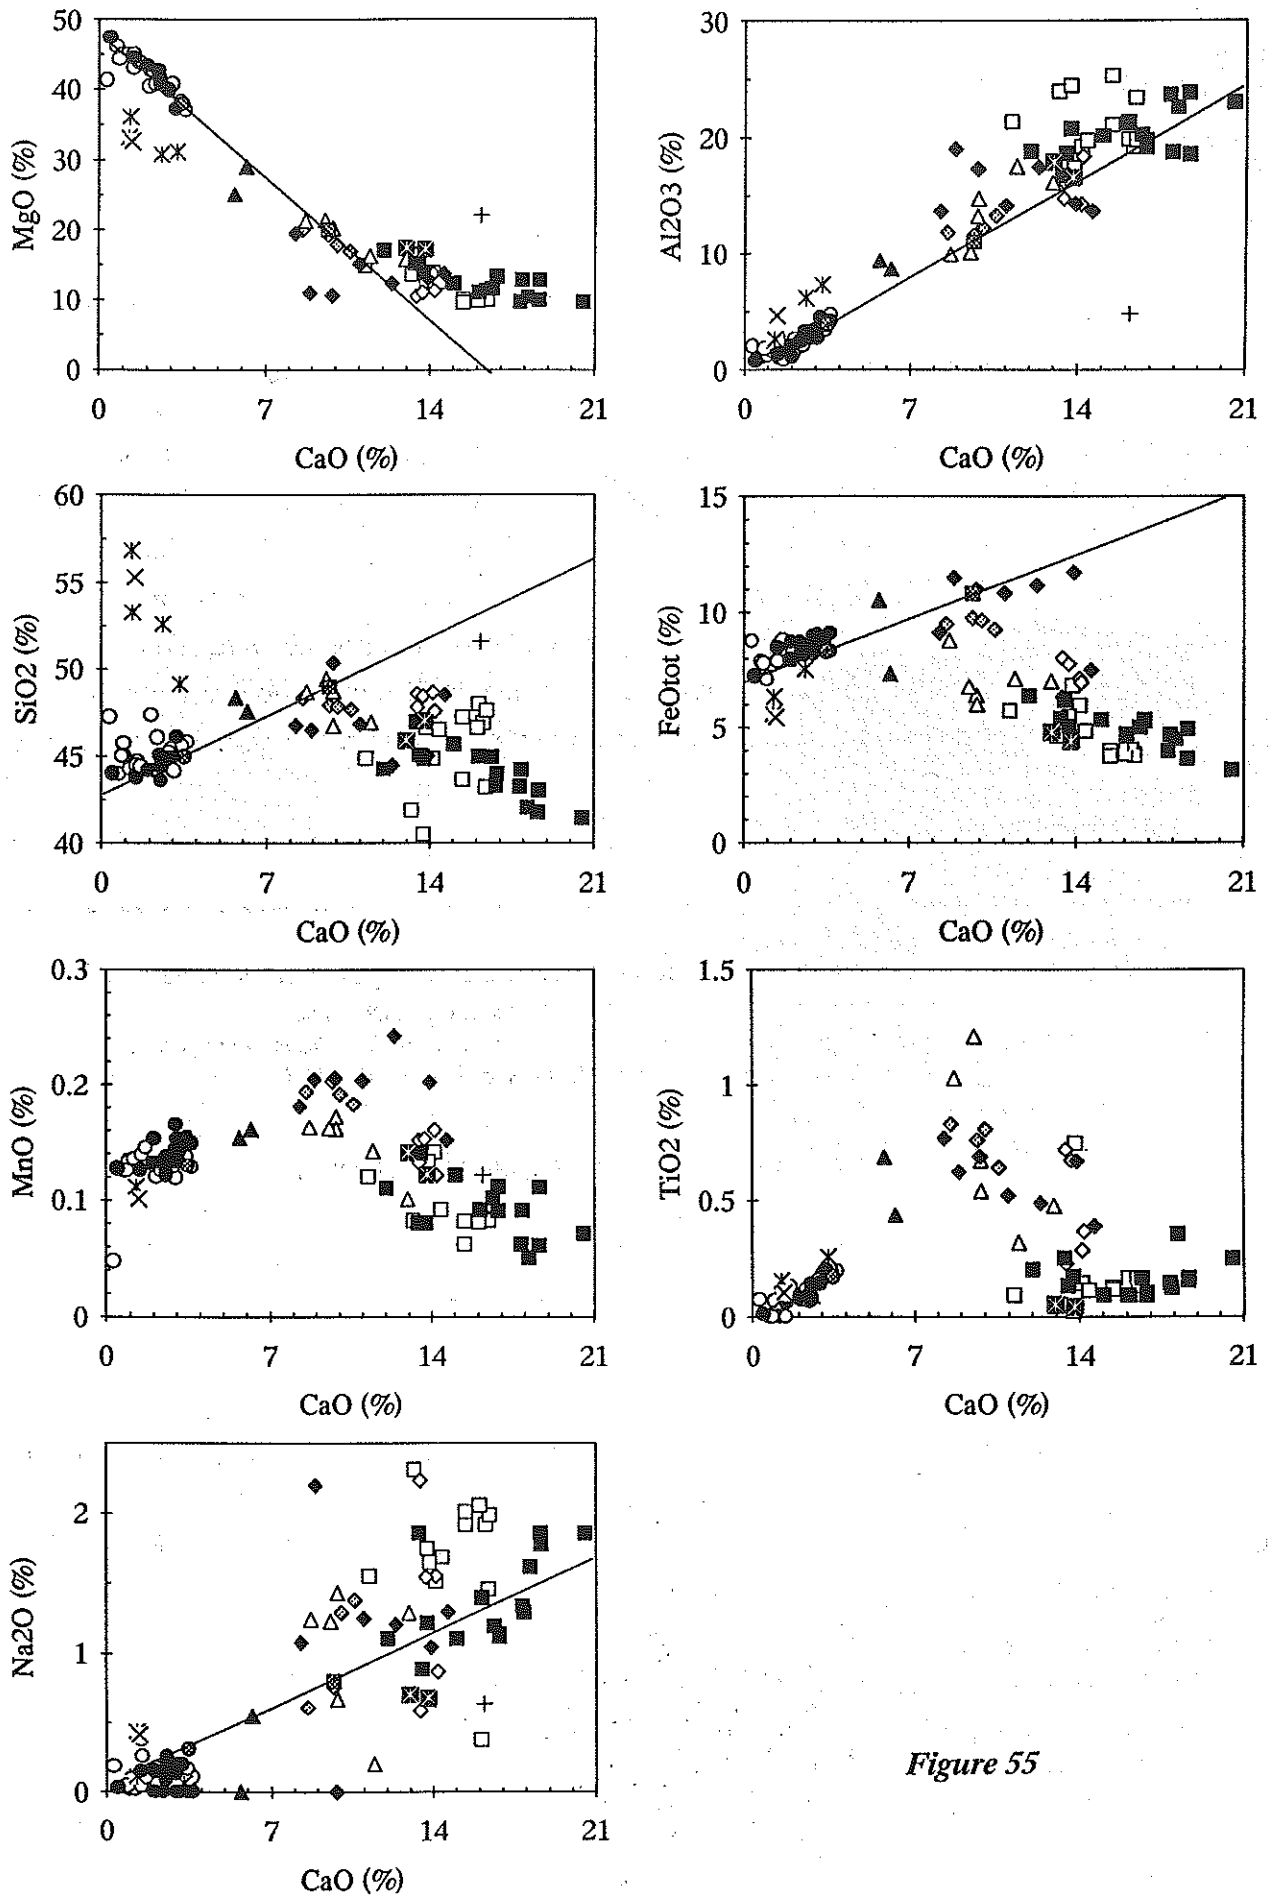 50
40
30
20
10
0
MgO (%)
0 7 14 21
CaO (%)
30
20
10
0
Al2O3 (%)
0 7 14 21
CaO (%)
60
55
50
45
40
SiO2 (%)
0 7 14 21
CaO (%)
15
10
5
0
FeOtot (%)
0 7 14 21
CaO (%)
0.3
0.2
0.1
0
MnO (%)
0 7 14 21
CaO (%)
1.5
1
0.5
0
TiO2 (%)
0 7 14 21
CaO (%)
2
1
0
Na2O (%)
0 7 14 21
CaO (%)
Figure 55